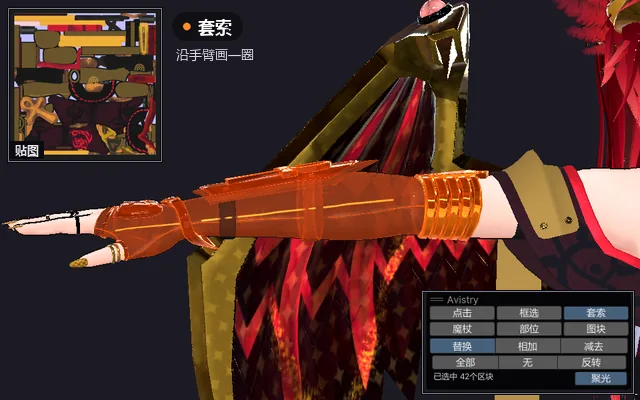 套索
沿手臂画一圈
贴图
Avistry
点击 框选 套索
魔杖 部位 图块
替换 相加 减去
全部 无 反转
已选中 42个区块 聚光